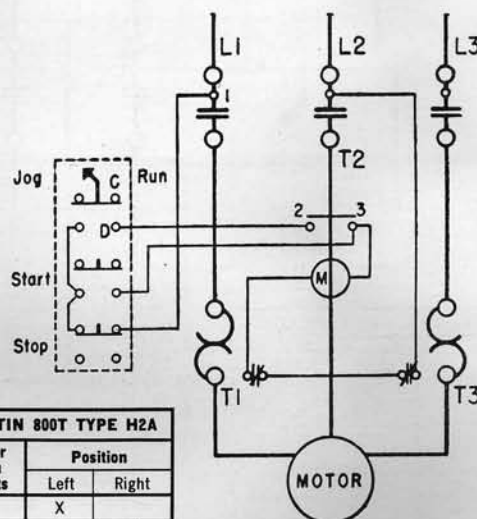 L1
L2
L3
1
T2
Jog
C
Run
D
2
3
Start
M
Stop
T1
T3
MOTOR
TIN 800T TYPE H2A
Position
Left
Right
X